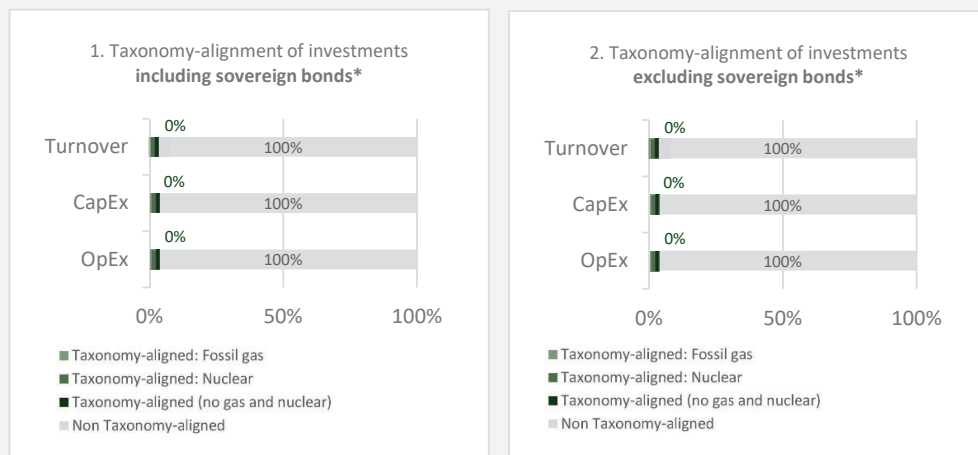 1. Taxonomy-alignment of investments
including sovereign bonds*
0%
Turnover
100%
0%
CapEx
100%
0%
OpEx
100%
0%
50%
100%
Taxonomy-aligned: Fossil gas
Taxonomy-aligned: Nuclear
Taxonomy-aligned (no gas and nuclear)
Non Taxonomy-aligned
2. Taxonomy-alignment of investments
excluding sovereign bonds*
0%
Turnover
100%
0%
CapEx
100%
0%
OpEx
100%
0%
50%
100%
Taxonomy-aligned: Fossil gas
Taxonomy-aligned: Nuclear
Taxonomy-aligned (no gas and nuclear)
Non Taxonomy-aligned